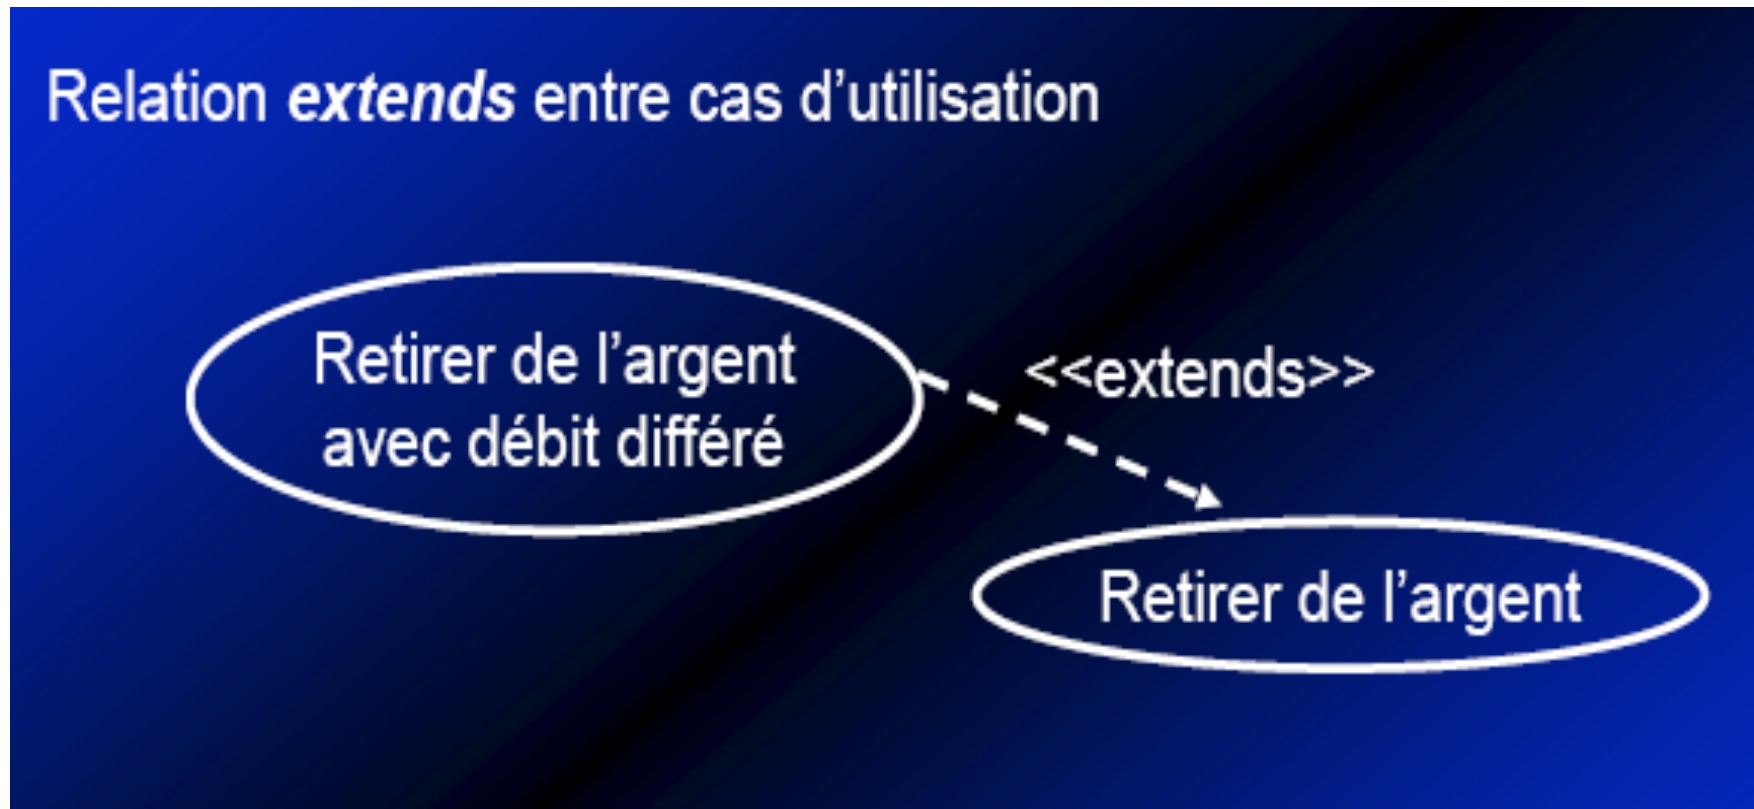 Relation extends entre cas d’utilisation
Retirer de l’argent
avec débit différé
<<extends>>
Retirer de l’argent